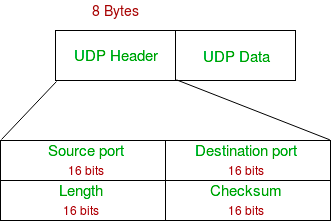 8 Bytes
UDP Header UDP Data
Source port Destination port
16 bits 16 bits
Length Checksum
16 bits 16 bits